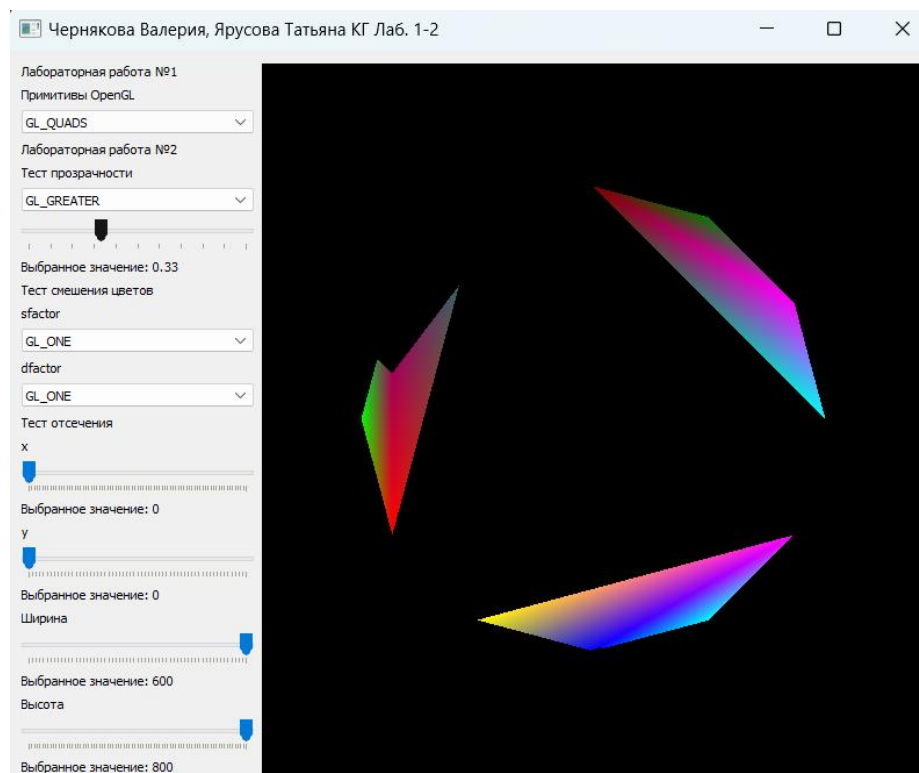 Чернякова Валерия, Ярусова Татьяна КГ Лаб. 1-2
Лабораторная работа №1
Примитивы OpenGL
GL_QUADS
Лабораторная работа №2
Тест прозрачности
GL_GREATER
Выбранное значение: 0.33
Тест смешения цветов
sfactor
GL_ONE
dfactor
GL_ONE
Тест отсечения
x
Выбранное значение: 0
y
Выбранное значение: 0
Ширина
Выбранное значение: 600
Высота
Выбранное значение: 800